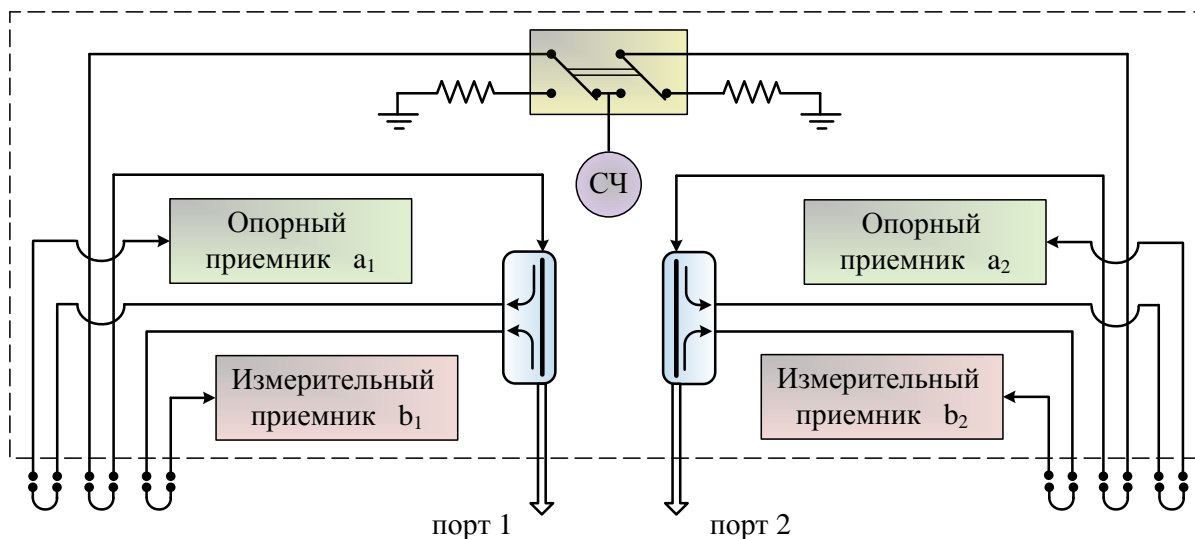 СЧ
Опорный
приемник a₁
Опорный
приемник a₂
Измерительный
приемник b₁
Измерительный
приемник b₂
порт 1
порт 2